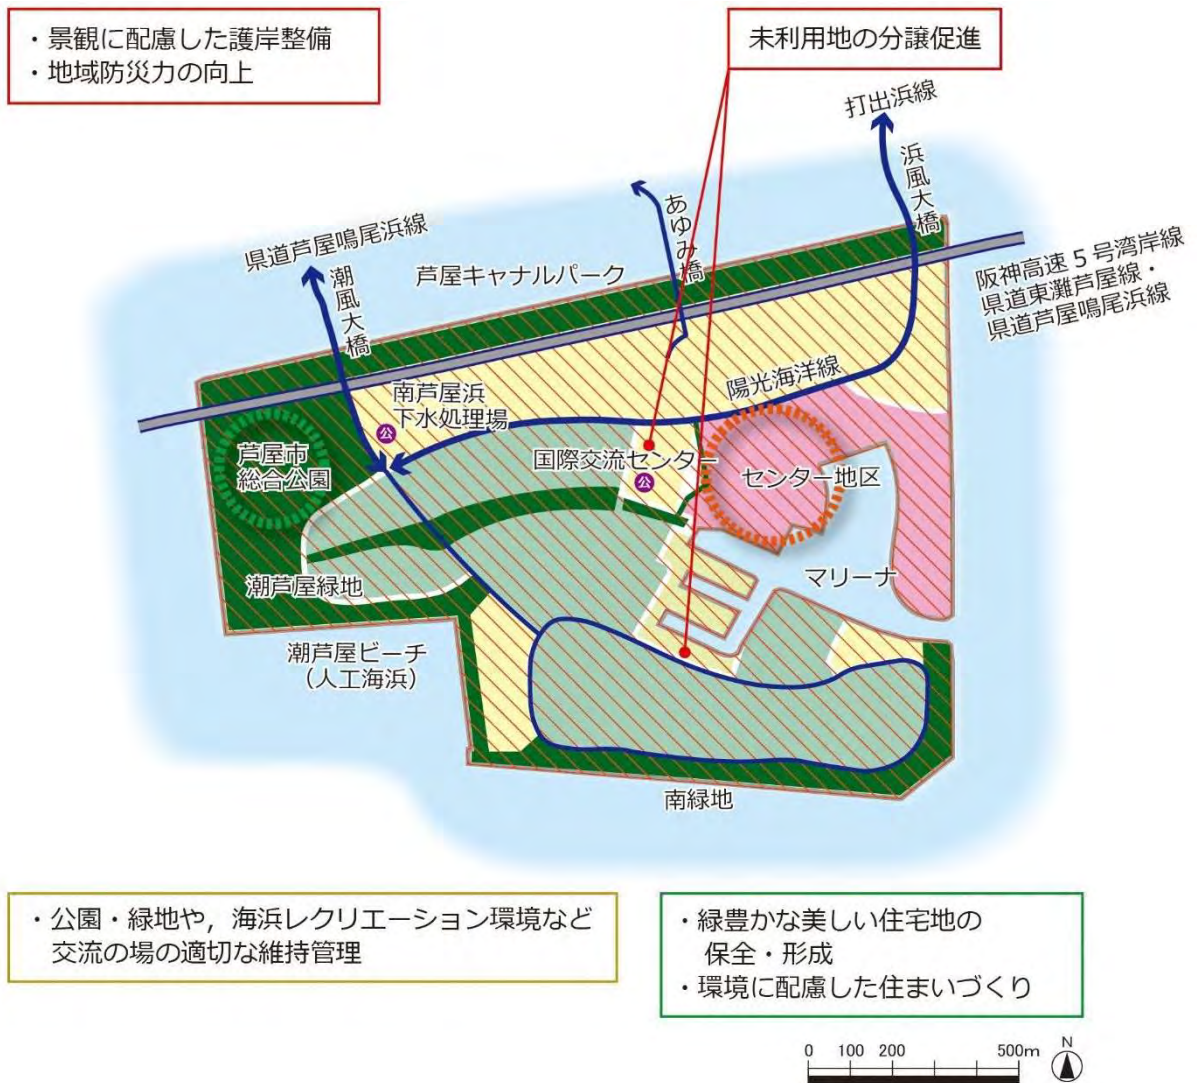 ・景観に配慮した護岸整備
・地域防災力の向上
未利用地の分譲促進
打出浜線
浜風大橋
あゆみ橋
県道芦屋鳴尾浜線
潮風大橋
芦屋キャナルパーク
阪神高速5号湾岸線
県道東灘芦屋線・
県道芦屋鳴尾浜線
陽光海洋線
南芦屋浜
下水処理場
公
芦屋市
総合公園
国際交流センター
公
センター地区
マリーナ
潮芦屋緑地
潮芦屋ビーチ
（人工海浜）
南緑地
・公園・緑地や，海浜レクリエーション環境など
交流の場の適切な維持管理
・緑豊かな美しい住宅地の
保全・形成
・環境に配慮した住まいづくり
0 100 200 500m
N